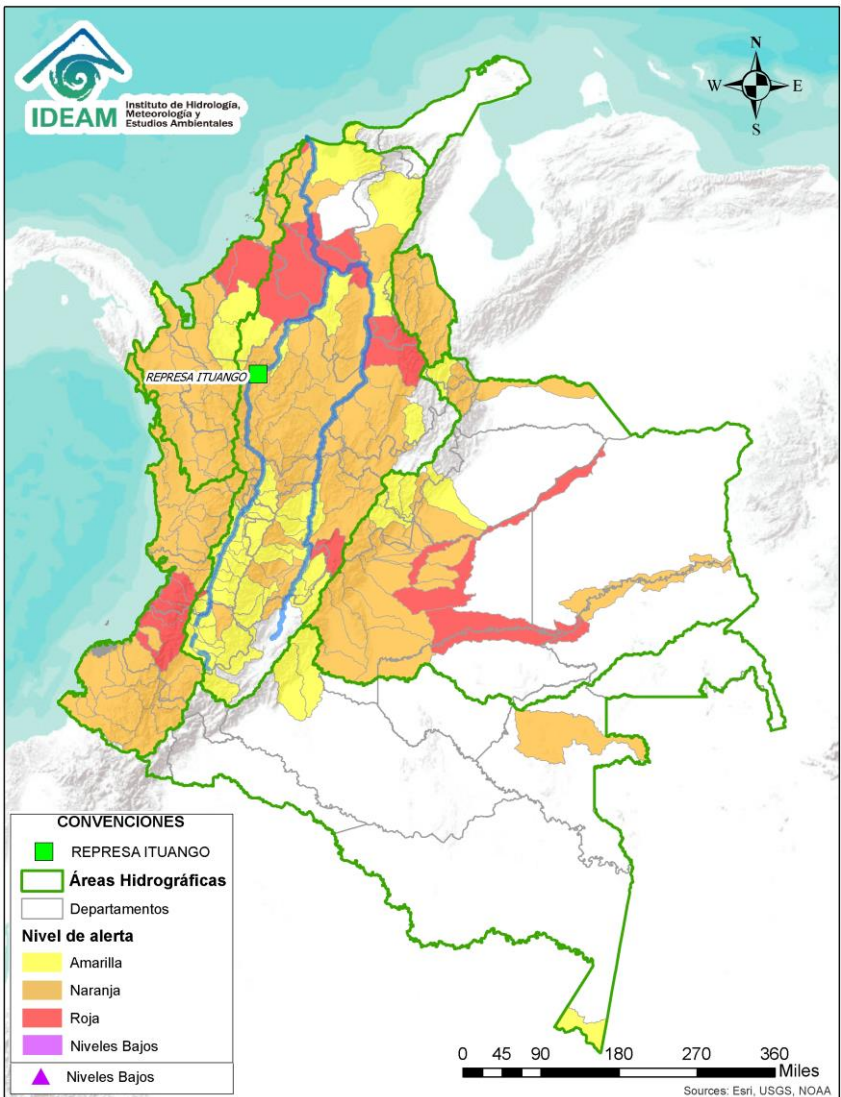 IDEAM
Instituto de Hidrología,
Meteorología y
Estudios Ambientales
N
W
E
S
REPRESA ITUANGO
CONVENCIONES
REPRESA ITUANGO
Áreas Hidrográficas
Departamentos
Nivel de alerta
Amarilla
Naranja
Roja
Niveles Bajos
Niveles Bajos
0 45 90 180 270 360
Miles
Sources: Esri, USGS, NOAA